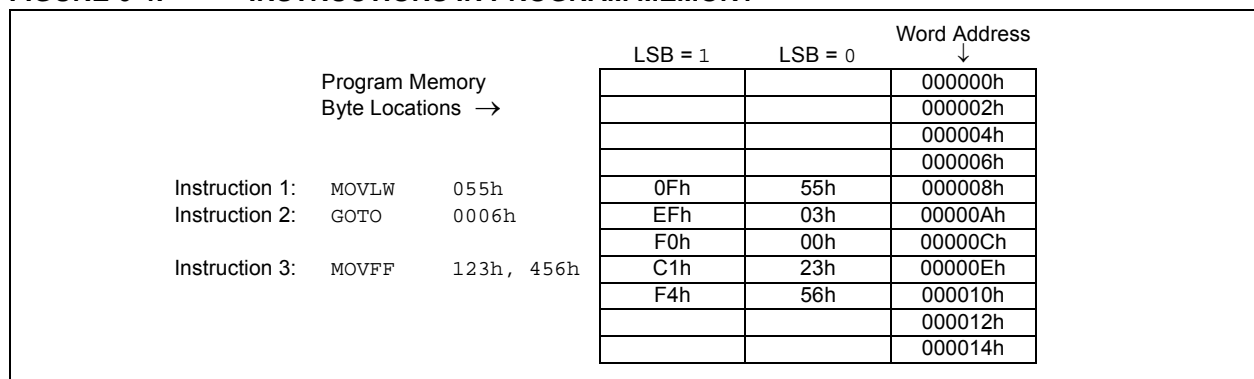 Word Address
LSB = 1 LSB = 0 ↓
Program Memory 000000h
Byte Locations → 000002h
000004h
000006h
Instruction 1: MOVLW 055h 0Fh 55h 000008h
Instruction 2: GOTO 0006h EFh 03h 00000Ah
F0h 00h 00000Ch
Instruction 3: MOVFF 123h, 456h C1h 23h 00000Eh
F4h 56h 000010h
000012h
000014h